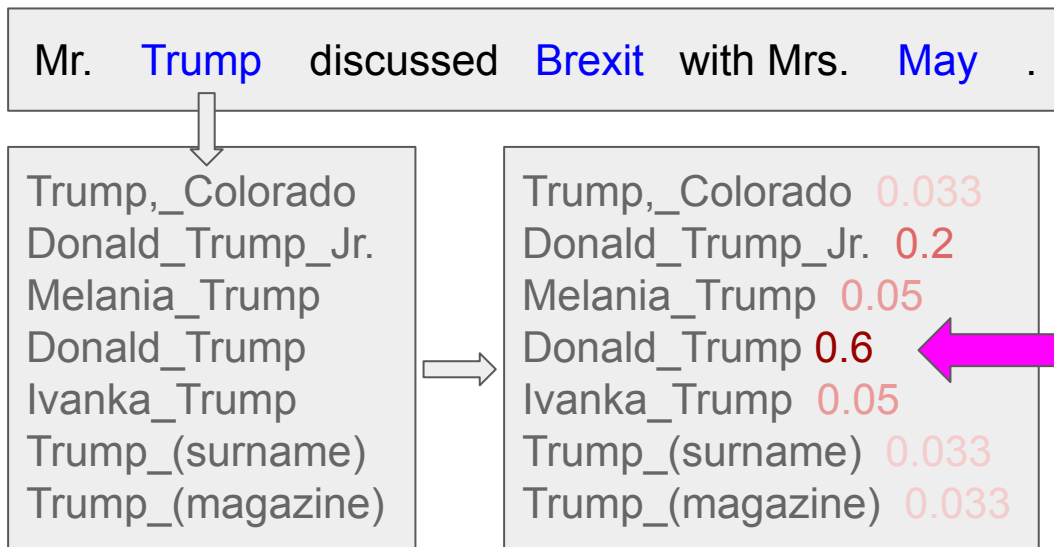 Mr. Trump discussed Brexit with Mrs. May .
Trump,_Colorado
Donald_Trump_Jr.
Melania_Trump
Donald_Trump
Ivanka_Trump
Trump_(surname)
Trump_(magazine)
Trump,_Colorado 0.033
Donald_Trump_Jr. 0.2
Melania_Trump 0.05
Donald_Trump 0.6
Ivanka_Trump 0.05
Trump_(surname) 0.033
Trump_(magazine) 0.033